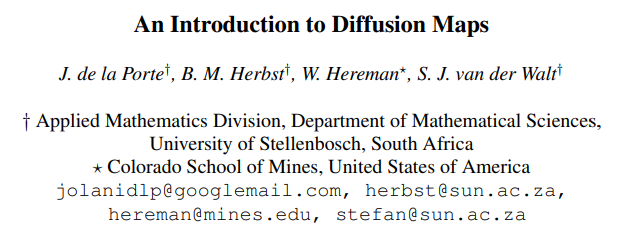 An Introduction to Diffusion Maps
J. de la Porte†, B. M. Herbst†, W. Hereman⋆, S. J. van der Walt†
† Applied Mathematics Division, Department of Mathematical Sciences,
University of Stellenbosch, South Africa
⋆ Colorado School of Mines, United States of America
jolanidlp@googlemail.com, herbst@sun.ac.za,
hereman@mines.edu, stefan@sun.ac.za